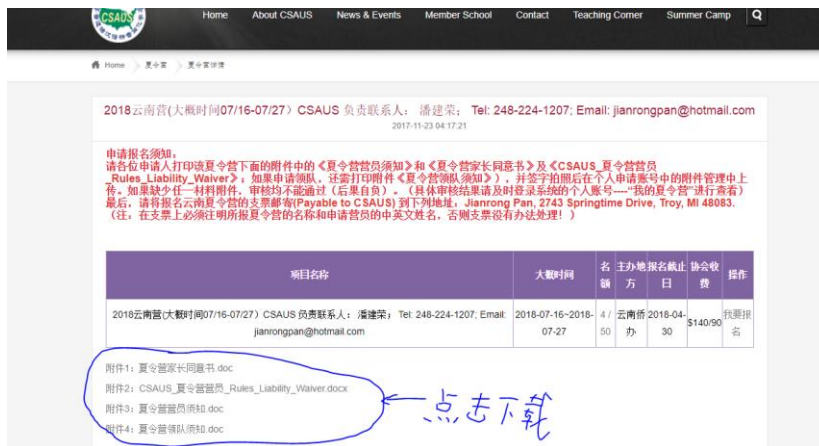 CSAUS
Home About CSAUS News & Events Member School Contact Teaching Corner Summer Camp
Home 夏令营 夏令营详情
2018云南营(大概时间07/16-07/27）CSAUS 负责联系人： 潘建荣； Tel: 248-224-1207; Email: jianrongpan@hotmail.com
2017-11-23 04:17:21
申请报名须知：
请各位申请人打印该夏令营下面的附件中的《夏令营营员须知》和《夏令营家长同意书》及《CSAUS_夏令营营员
_Rules_Liability_Waiver》；如果申请领队，还需打印附件《夏令营领队须知》），并签字拍照后在个人申请账号中的附件管理中上
传。如果缺少任一材料附件，审核均不能通过（后果自负）。（具体审核结果请及时登录系统的个人账号----“我的夏令营”进行查看）
最后，请将报名云南夏令营的支票邮寄(Payable to CSAUS) 到下列地址：Jianrong Pan, 2743 Springtime Drive, Troy, MI 48083.
（注：在支票上必须注明所报夏令营的名称和申请营员的中英文姓名，否则支票没有办法处理！）
项目名称 大概时间 名额 主办地方 报名截止日 协会收费 操作
2018云南营(大概时间07/16-07/27）CSAUS 负责联系人： 潘建荣； Tel: 248-224-1207; Email: jianrongpan@hotmail.com 2018-07-16~2018-07-27 4 / 50 云南侨办 2018-04-30 $140/90 我要报名
附件1：夏令营家长同意书.doc
附件2：CSAUS_夏令营营员_Rules_Liability_Waiver.docx
附件3：夏令营营员须知.doc
附件4：夏令营领队须知.doc
点击下载